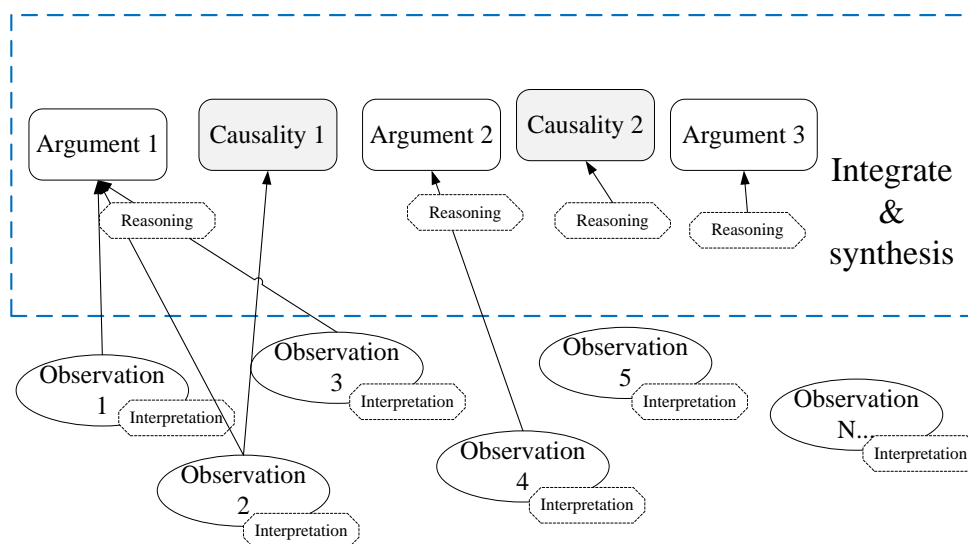 Argument 1
Causality 1
Argument 2
Causality 2
Argument 3
Integrate
&
synthesis
Reasoning
Reasoning
Reasoning
Reasoning
Observation
1
Interpretation
Observation
3
Interpretation
Observation
5
Interpretation
Observation
N...
Interpretation
Observation
2
Interpretation
Observation
4
Interpretation